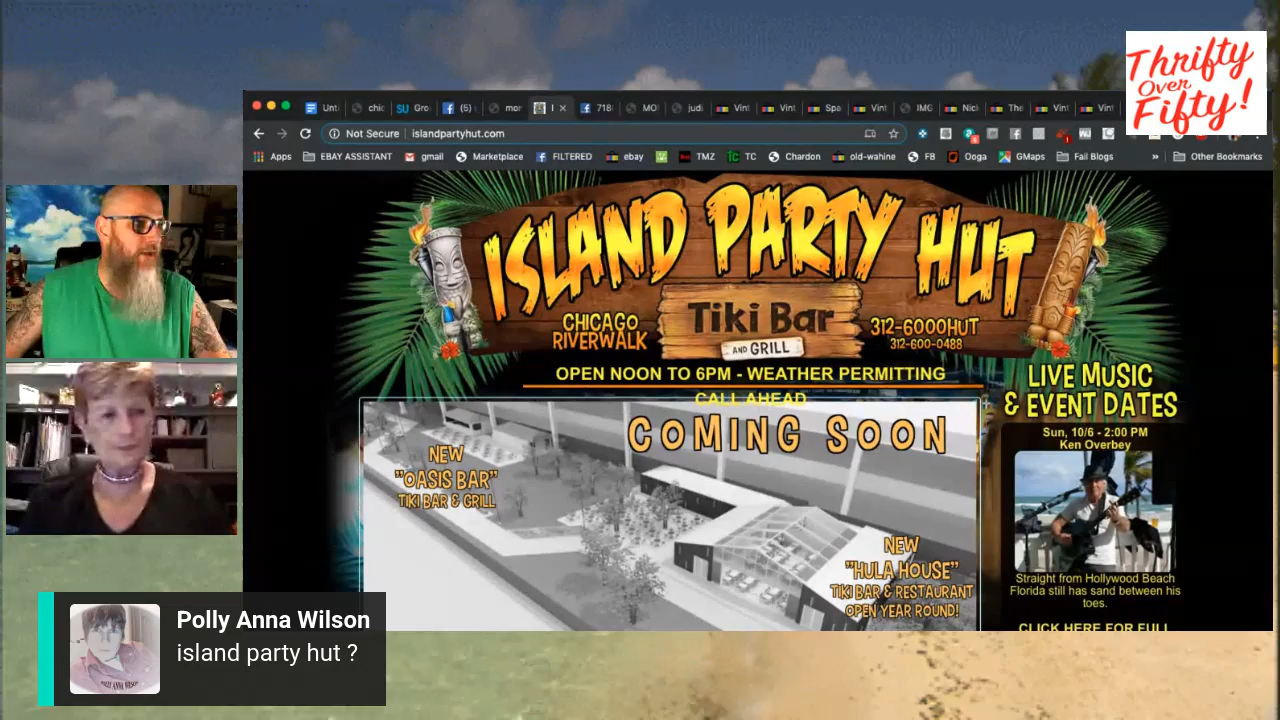 Thrifty
Over
Fifty!
Not Secure
islandpartyhut.com
Apps
EBAY ASSISTANT
gmail
Marketplace
FILTERED
ebay
TMZ
TC
Chardon
old-wahine
FB
Ooga
GMaps
Fail Blogs
»
Other Bookmarks
ISLAND PARTY HUT
CHICAGO
RIVERWALK
Tiki Bar
AND GRILL
312-6000HUT
312-600-0488
OPEN NOON TO 6PM - WEATHER PERMITTING
CALL AHEAD
COMING SOON
NEW
"OASIS BAR"
TIKI BAR & GRILL
NEW
"HULA HOUSE"
TIKI BAR & RESTAURANT
OPEN YEAR ROUND!
LIVE MUSIC
& EVENT DATES
Sun, 10/6 - 2:00 PM
Ken Overbey
Straight from Hollywood Beach
Florida still has sand between his
toes.
CLICK HERE FOR FULL
Polly Anna Wilson
island party hut ?